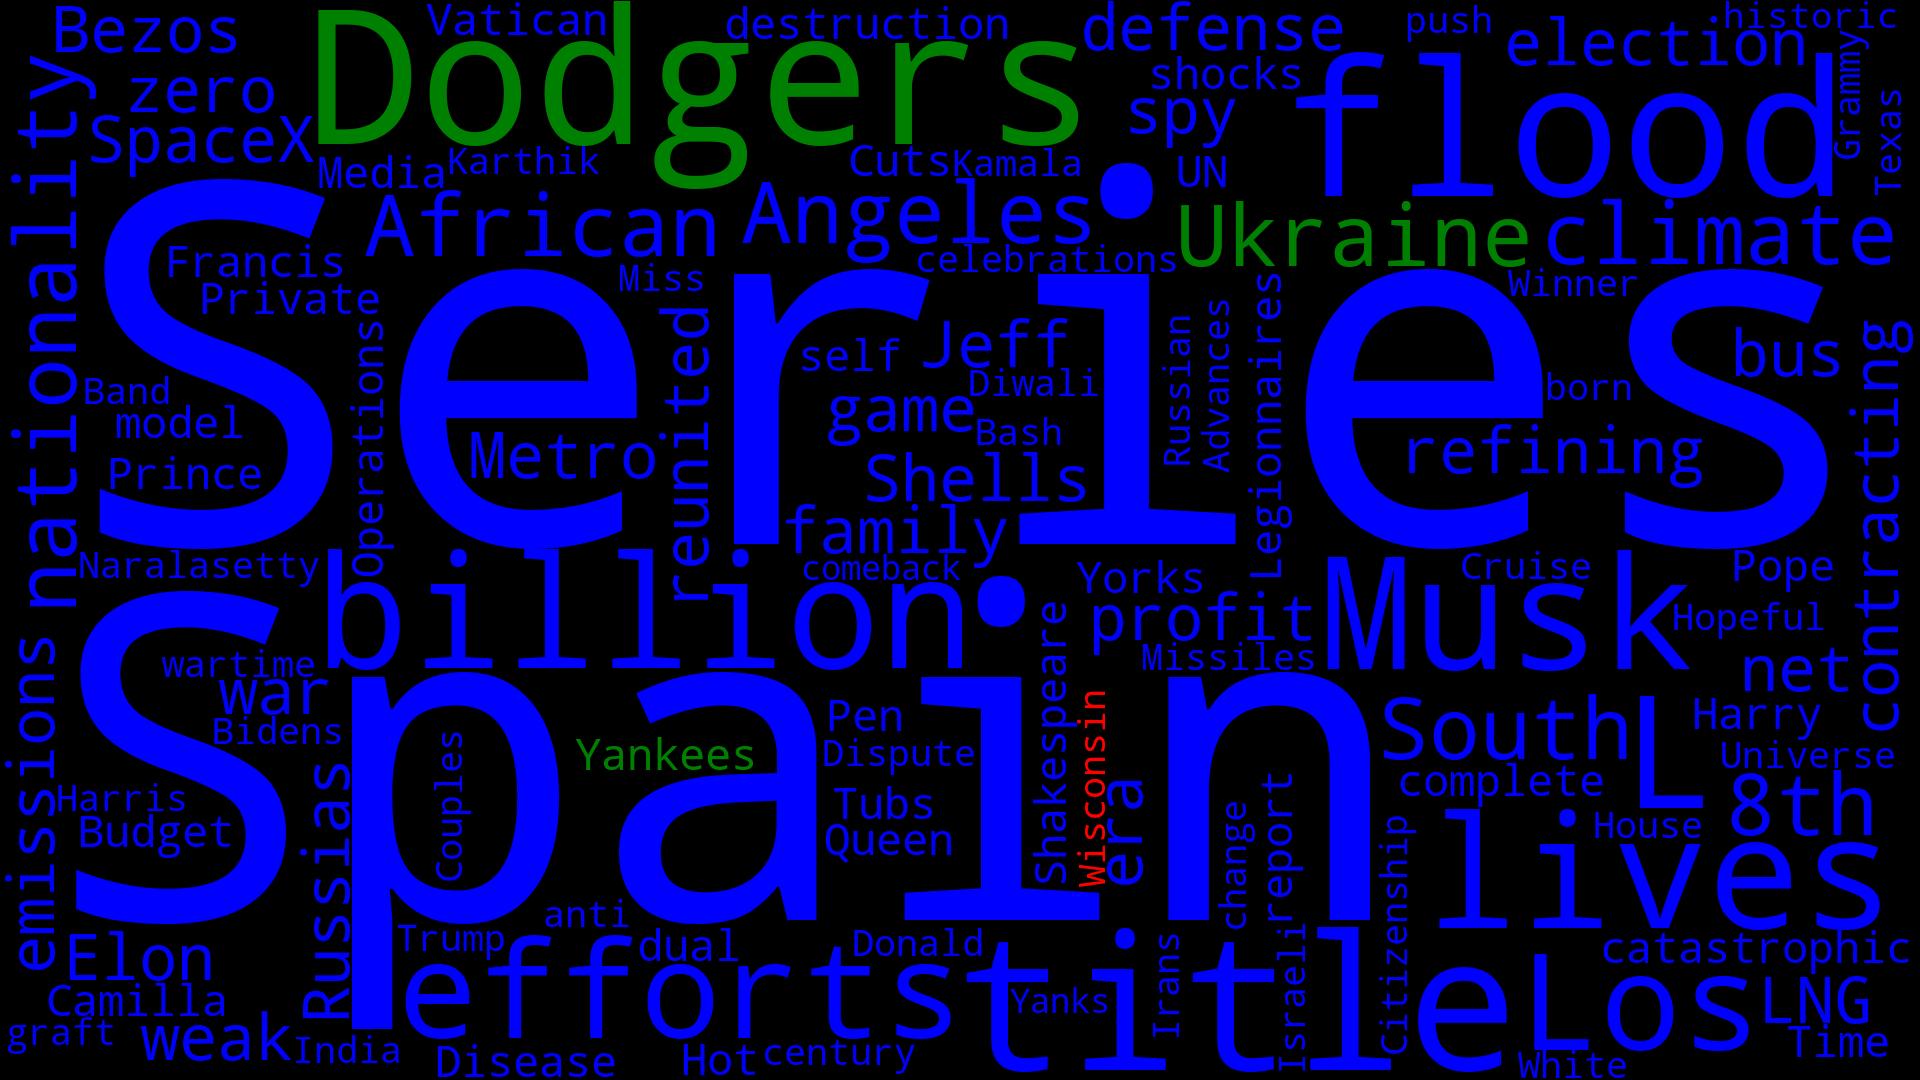 Bezos
Vatican
Dodgers
destruction
defense
push
historic
election
zero
shocks
flood
Grammy
SpaceX
spy
Texas
nationality
Media
Karthik
Cuts
Kamala
UN
African
Angeles
Ukraine
climate
Francis
Miss
celebrations
Winner
Private
Series
Operations
reunited
self
Jeff
Russian
Advances
Legionnaires
bus
contracting
Band
Diwali
born
model
game
Bash
Metro
refining
Prince
Shells
family
Naralasetty
billion
comeback
Yorks
Musk
Cruise
Pope
profit
Hopeful
wartime
Missiles
net
war
Spain
Shakespeare
Wisconsin
South
L
Harry
Bidens
Pen
Yankees
Dispute
Universe
Couples
era
complete
emissions
Harris
Russias
Tubs
change
report
Citizenship
House
8th
Budget
Queen
lives
anti
Elon
Trump
efforts
dual
Donald
title
Irans
Israeli
catastrophic
Camilla
Yanks
Los
LNG
graft
weak
India
Disease
Hot
century
White
Time